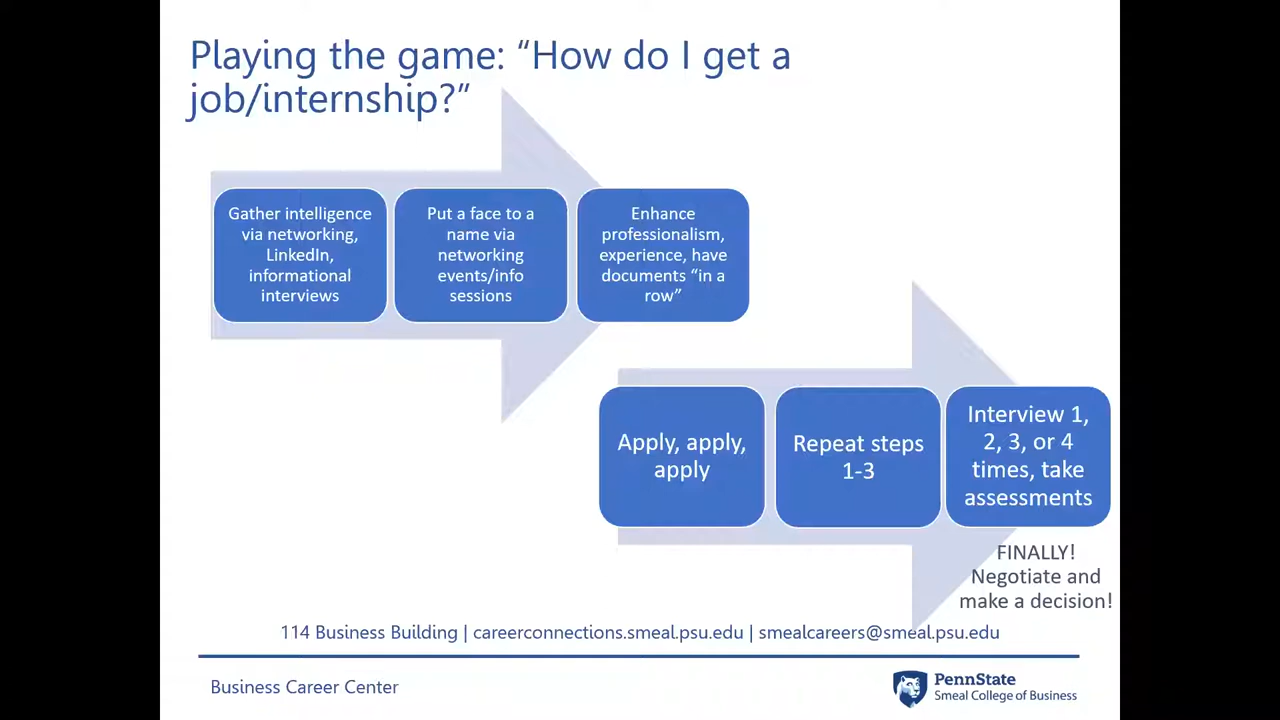 Playing the game: “How do I get a
job/internship?”
Gather intelligence
via networking,
LinkedIn,
informational
interviews
Put a face to a
name via
networking
events/info
sessions
Enhance
professionalism,
experience, have
documents “in a
row”
Apply, apply,
apply
Repeat steps
1-3
Interview 1,
2, 3, or 4
times, take
assessments
FINALLY!
Negotiate and
make a decision!
114 Business Building | careerconnections.smeal.psu.edu | smealcareers@smeal.psu.edu
Business Career Center
PennState
Smeal College of Business